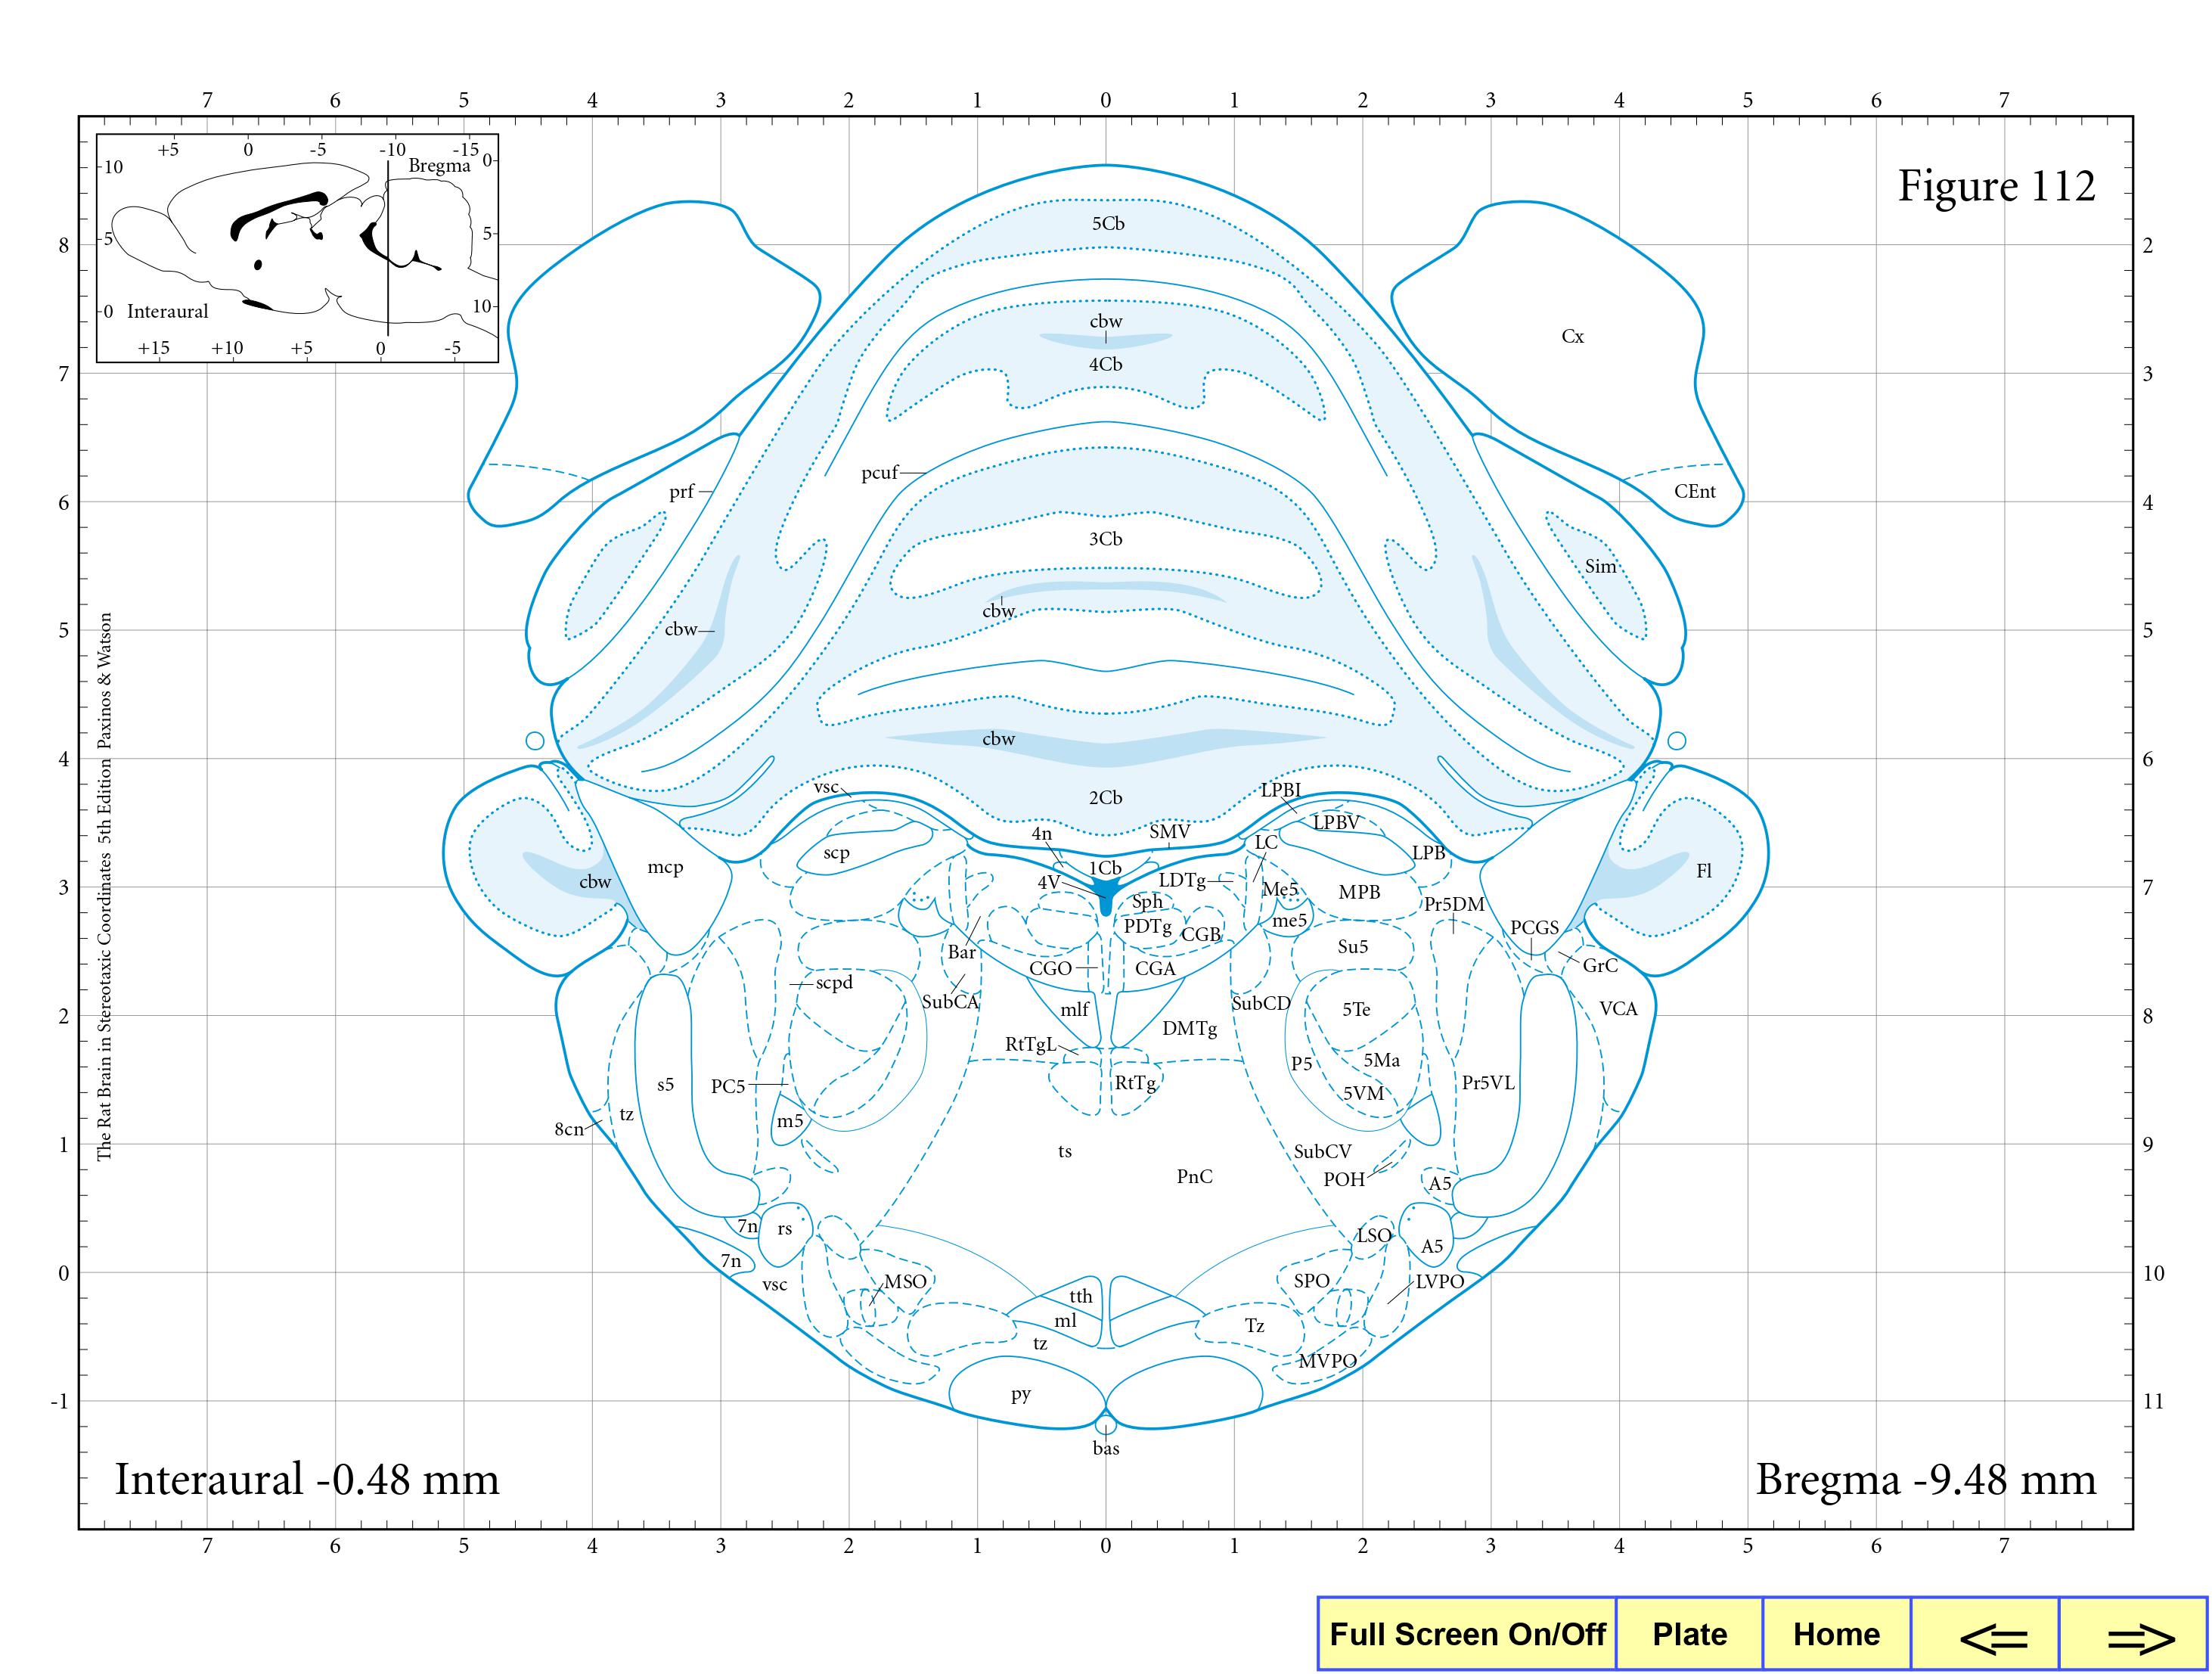 7 6 5 4 3 2 1 0 1 2 3 4 5 6 7
+5 0 -5 -10 -15
Bregma 0
10
5 5
0 Interaural 10
+15 +10 +5 0 -5
Figure 112
8 2
7 3
6 4
5 5
4 6
3 7
2 8
1 9
0 10
-1 11
The Rat Brain in Stereotaxic Coordinates 5th Edition Paxinos & Watson
5Cb
cbw
Cx
4Cb
pcuf
prf
CEnt
3Cb
Sim
cbw
cbw
cbw
vsc
2Cb
LPBI
LPBV
4n
SMV
LC
scp
LPB
mcp
1Cb
Fl
cbw
4V
LDTg
Me5
MPB
Sph
Pr5DM
PDTg
me5
PCGS
CGB
Bar
Su5
GrC
CGO
CGA
scpd
SubCA
SubCD
mlf
5Te
VCA
DMTg
RtTgL
P5
5Ma
s5
PC5
RtTg
Pr5VL
5VM
tz
m5
8cn
ts
SubCV
PnC
POH
A5
7n
rs
LSO
A5
7n
vsc
MSO
SPO
LVPO
tth
ml
Tz
tz
MVPO
py
bas
Interaural -0.48 mm
Bregma -9.48 mm
7 6 5 4 3 2 1 0 1 2 3 4 5 6 7
Full Screen On/Off Plate Home <= =>